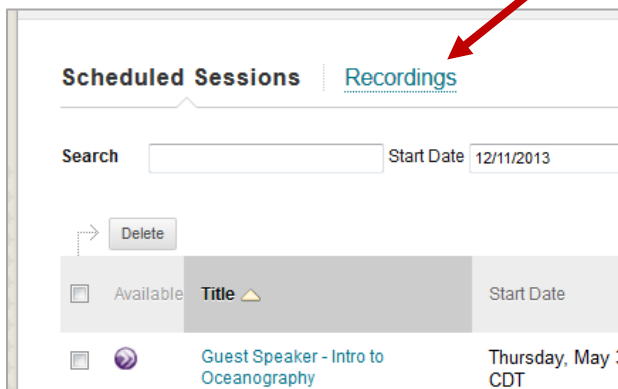 Scheduled Sessions Recordings
Search Start Date 12/11/2013
Delete
Available Title Start Date
Guest Speaker - Intro to Thursday, May
Oceanography CDT